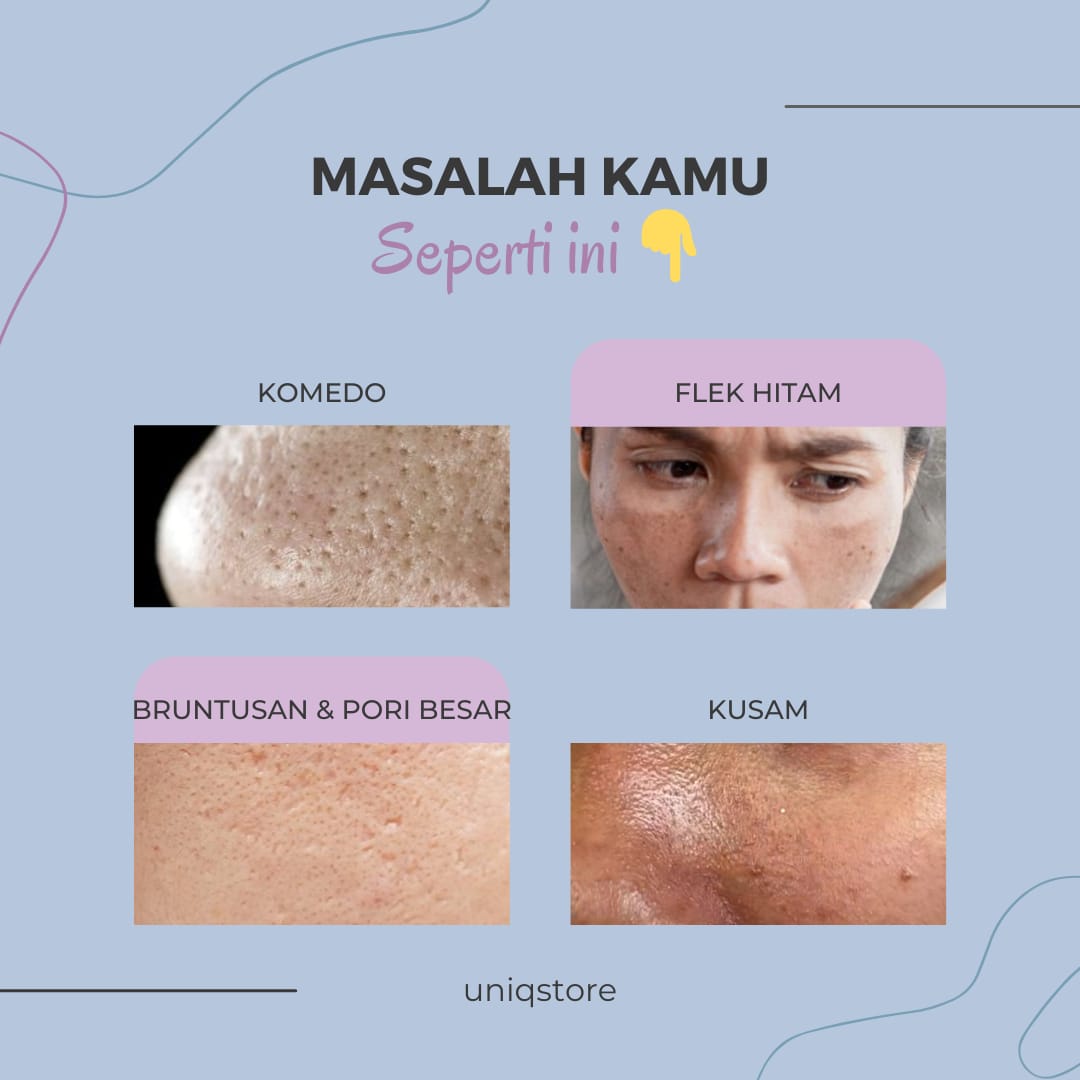 MASALAH KAMU
Seperti ini 👇
KOMEDO
FLEK HITAM
BRUNTUSAN & PORI BESAR
KUSAM
uniqstore